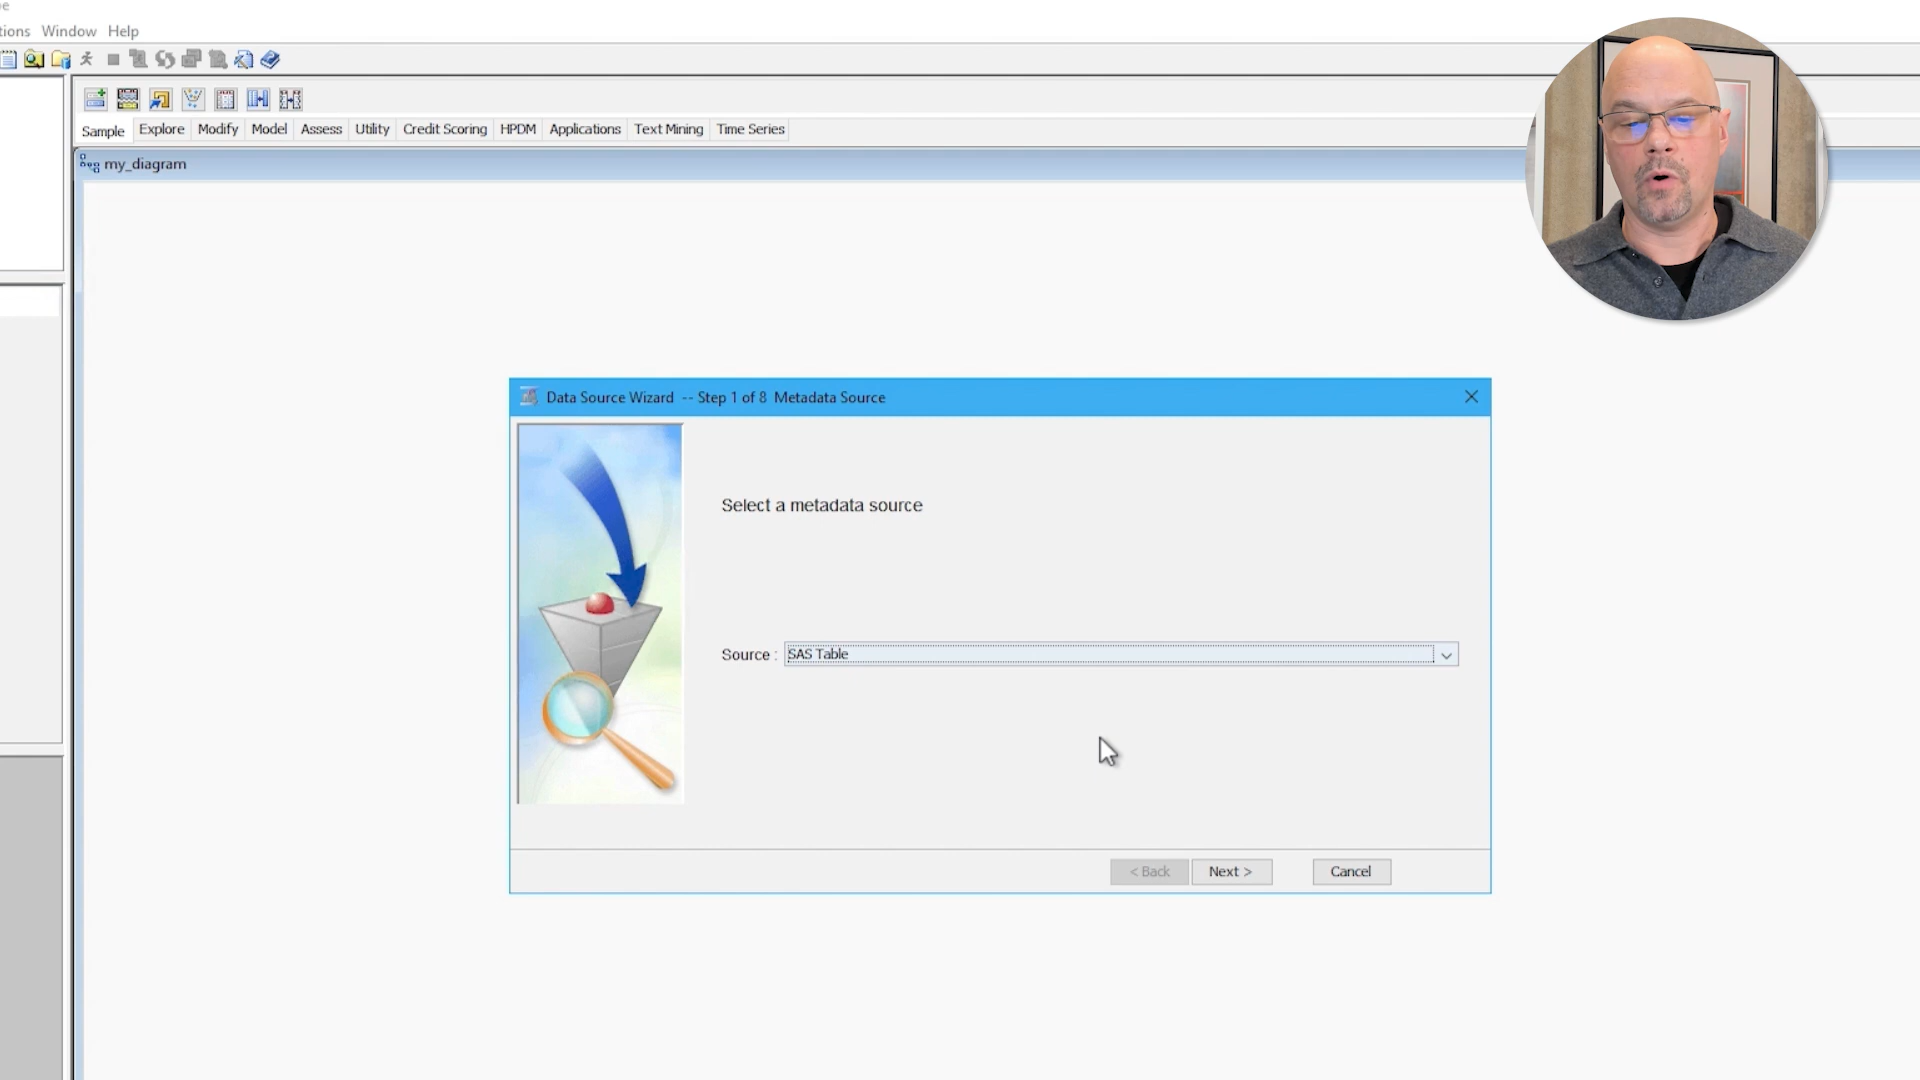 tions Window Help
Sample Explore Modify Model Assess Utility Credit Scoring HPDM Applications Text Mining Time Series
my_diagram
Data Source Wizard -- Step 1 of 8 Metadata Source
Select a metadata source
Source : SAS Table
< Back Next > Cancel